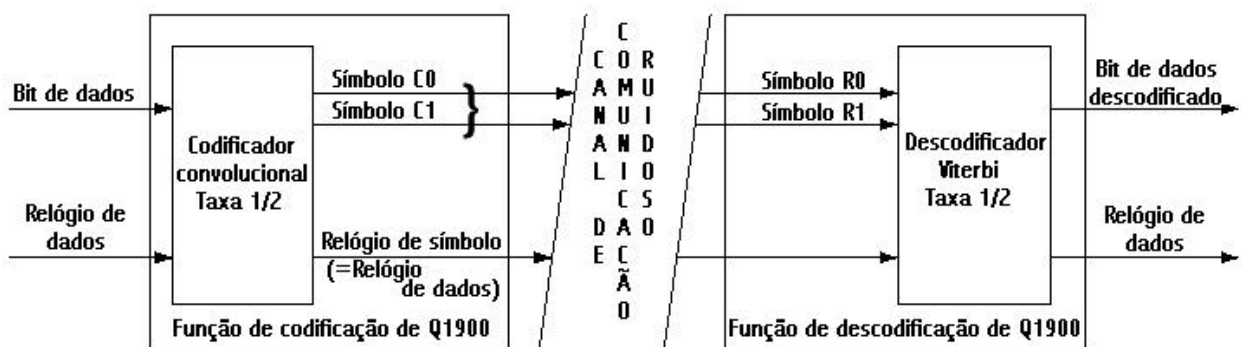 Bit de dados
Relógio de
dados
Codificador
convolucional
Taxa 1/2
Símbolo C0
Símbolo C1
}
Relógio de símbolo
(=Relógio
de dados)
Função de codificação de Q1900
CANAL DE
COMUNICACÃO
RUIDOSO
Símbolo R0
Símbolo R1
Descodificador
Viterbi
Taxa 1/2
Bit de dados
descodificado
Relógio de
dados
Função de descodificação de Q1900